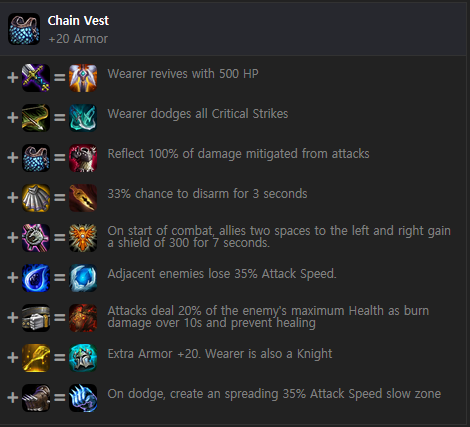 Chain Vest
+20 Armor
+ = Wearer revives with 500 HP
+ = Wearer dodges all Critical Strikes
+ = Reflect 100% of damage mitigated from attacks
+ = 33% chance to disarm for 3 seconds
+ = On start of combat, allies two spaces to the left and right gain
a shield of 300 for 7 seconds.
+ = Adjacent enemies lose 35% Attack Speed.
+ = Attacks deal 20% of the enemy's maximum Health as burn
damage over 10s and prevent healing
+ = Extra Armor +20. Wearer is also a Knight
+ = On dodge, create an spreading 35% Attack Speed slow zone